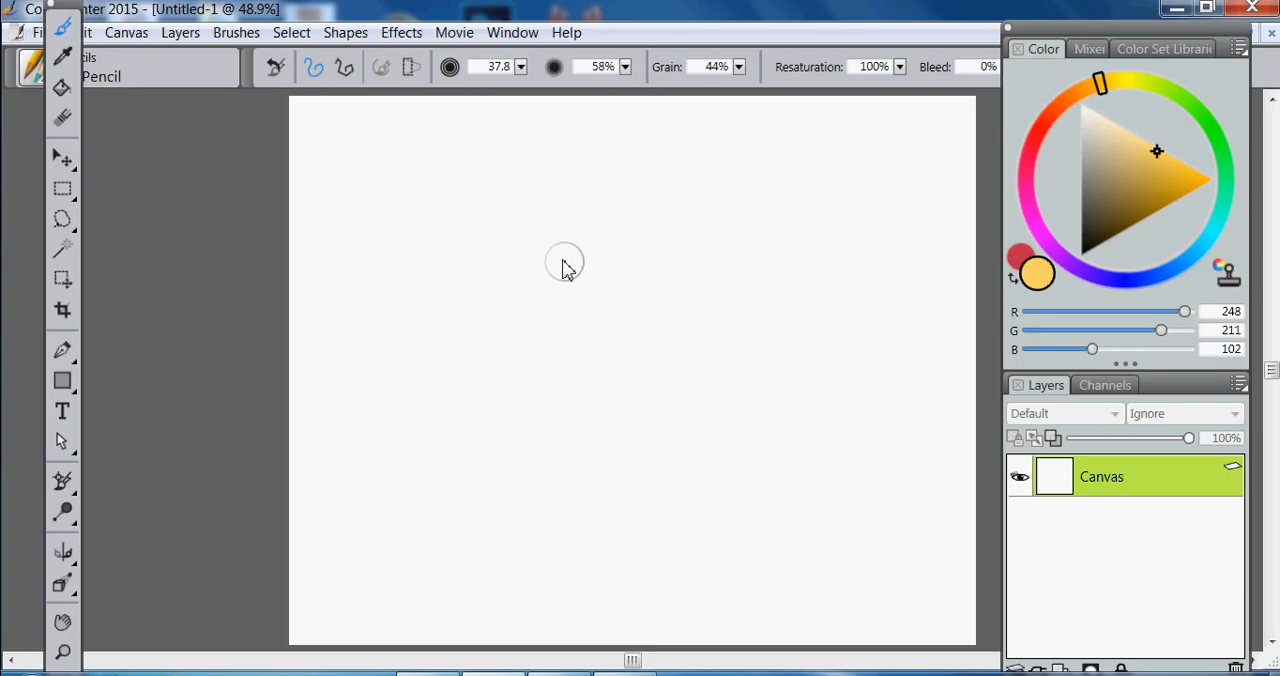 Co nter 2015 - [Untitled-1 @ 48.9%]
Fi it Canvas Layers Brushes Select Shapes Effects Movie Window Help
ils
Pencil
37.8 58% Grain: 44% Resaturation: 100% Bleed: 0%
Color Mixer Color Set Librari
R 248
G 211
B 102
Layers Channels
Default Ignore
100%
Canvas
T